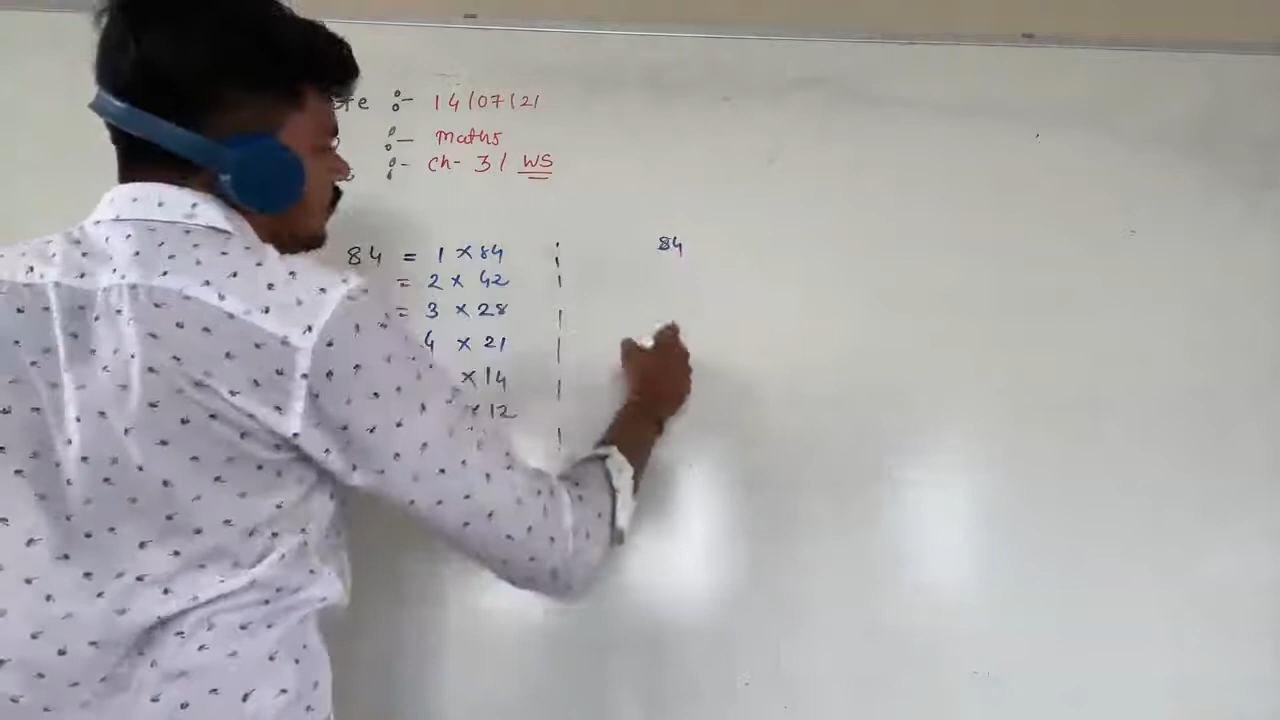 :- 14/07/21
:- Maths
:- Ch- 3 / WS
84 = 1 × 84
= 2 × 42
= 3 × 28
4 × 21
× 14
× 12
84